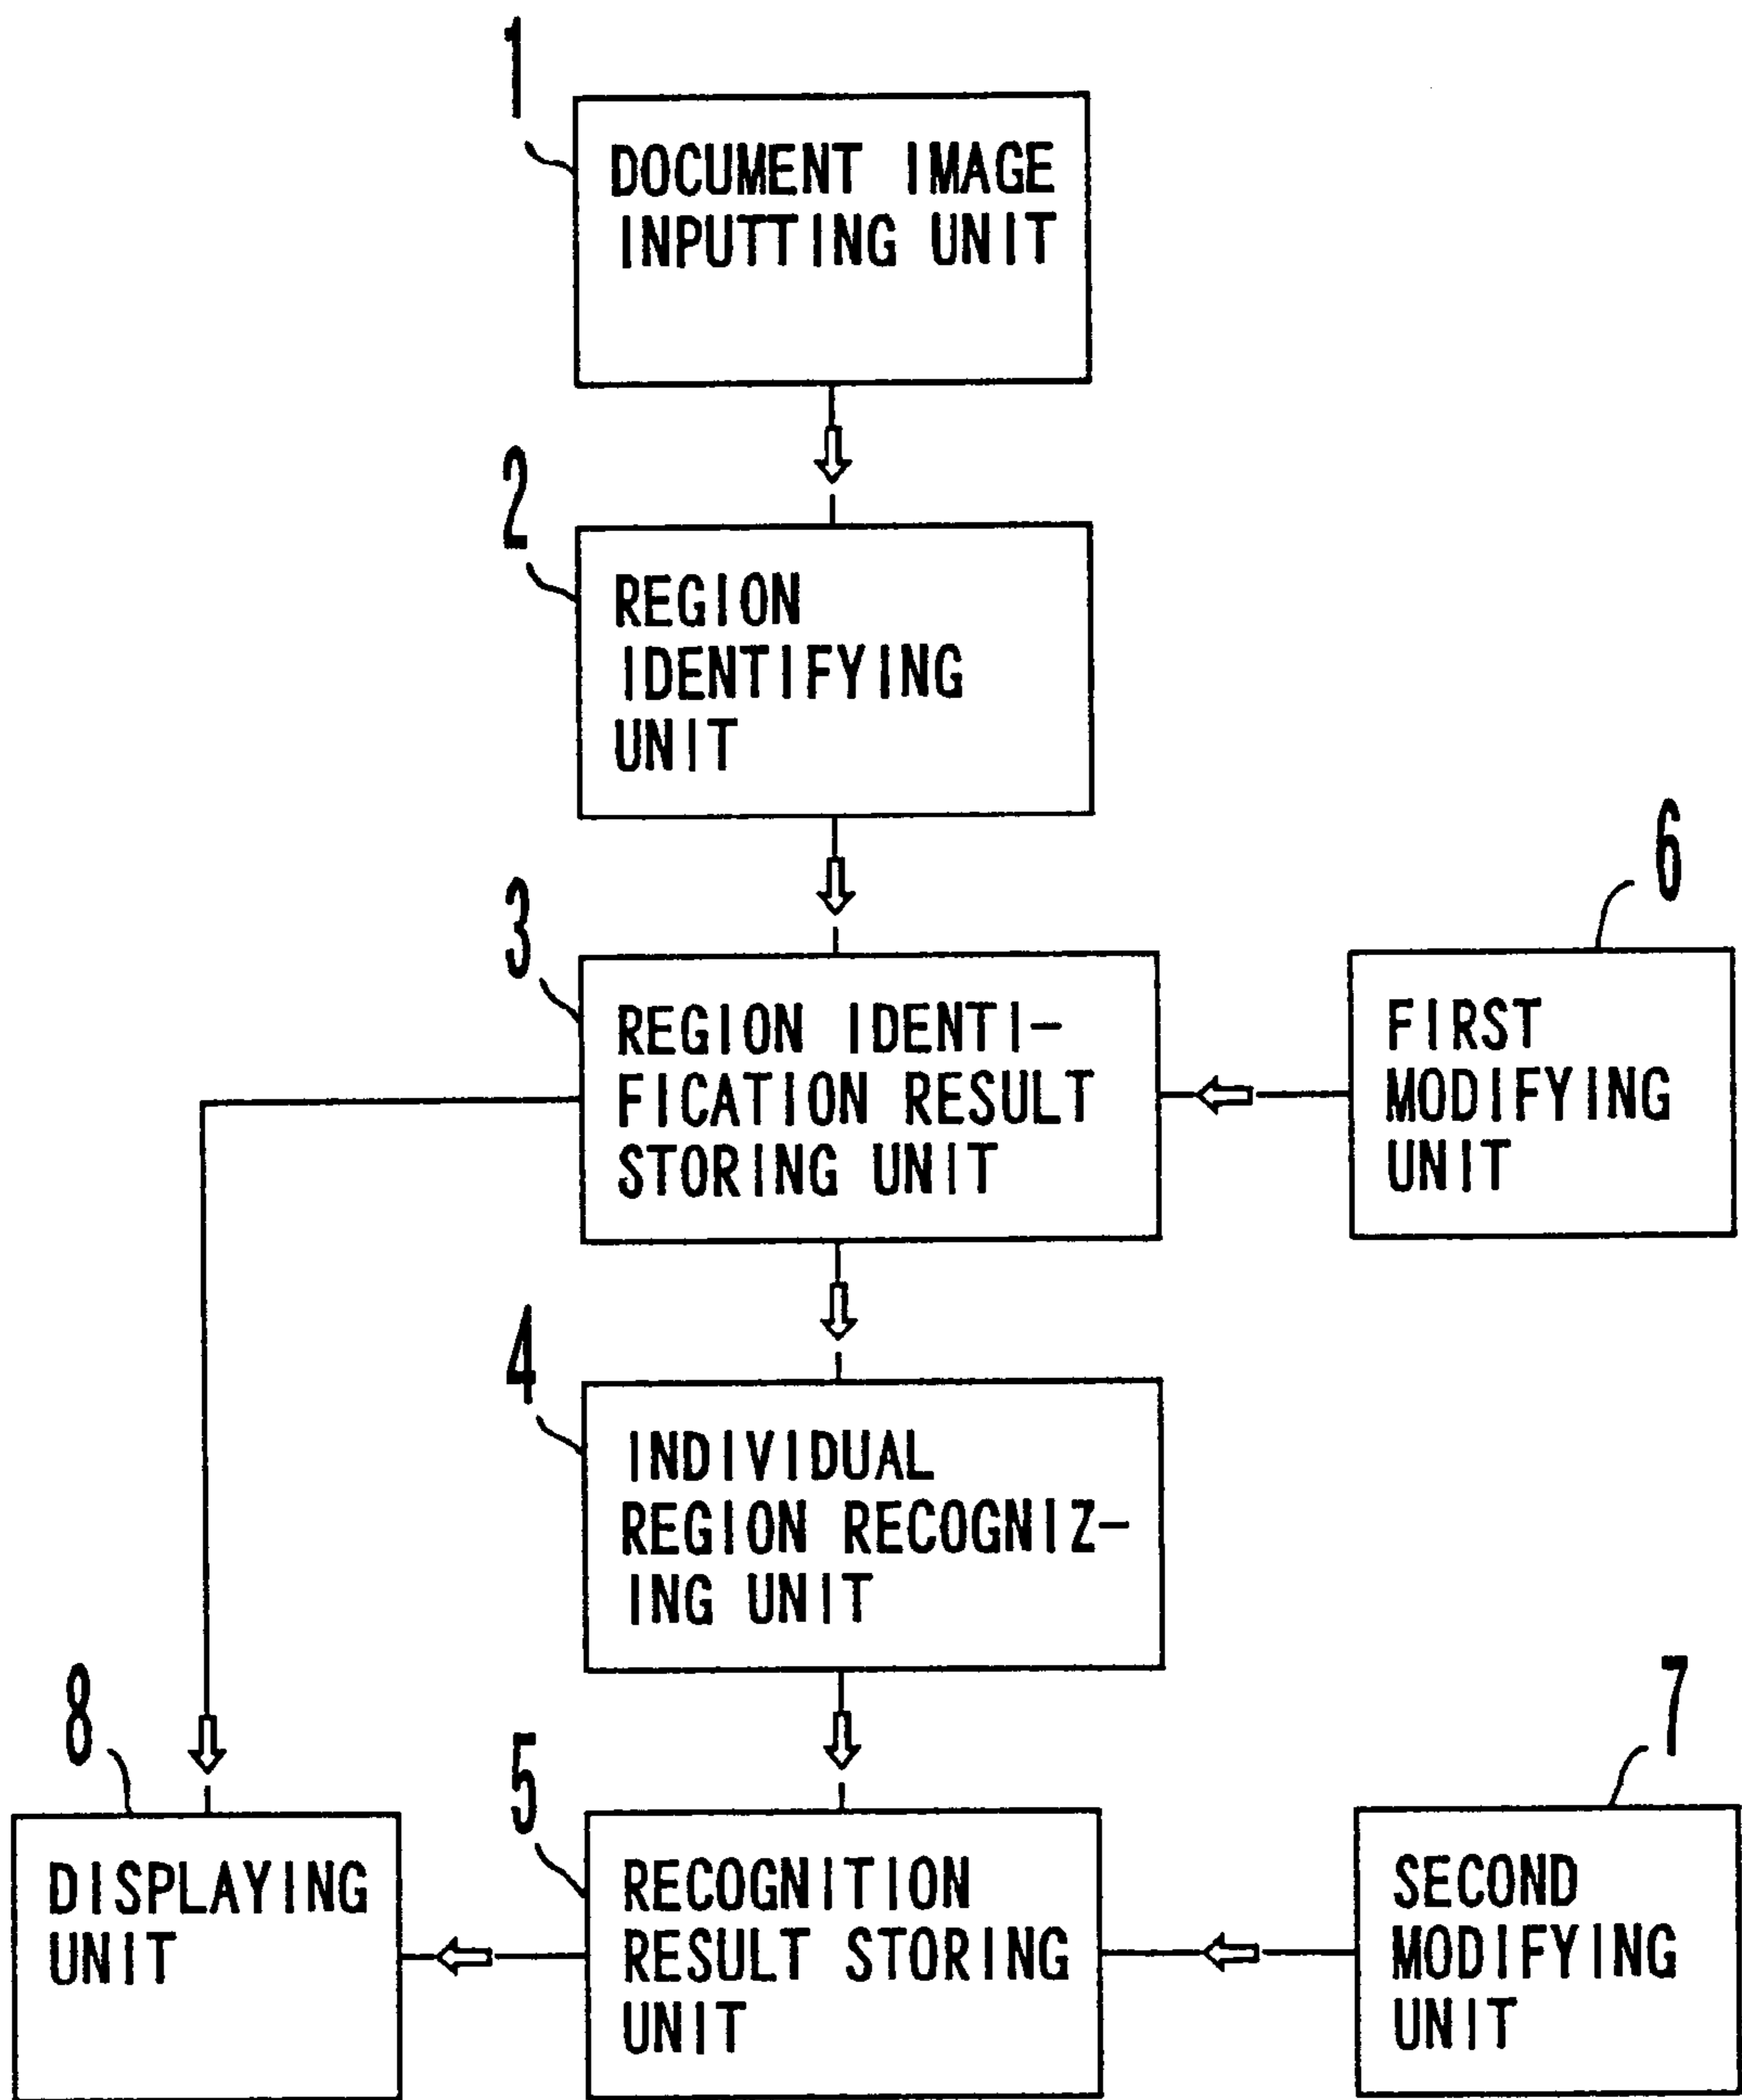 1
DOCUMENT IMAGE
INPUTTING UNIT
2
REGION
IDENTIFYING
UNIT
3
REGION IDENTI-
FICATION RESULT
STORING UNIT
6
FIRST
MODIFYING
UNIT
4
INDIVIDUAL
REGION RECOGNIZ-
ING UNIT
8
DISPLAYING
UNIT
5
RECOGNITION
RESULT STORING
UNIT
7
SECOND
MODIFYING
UNIT